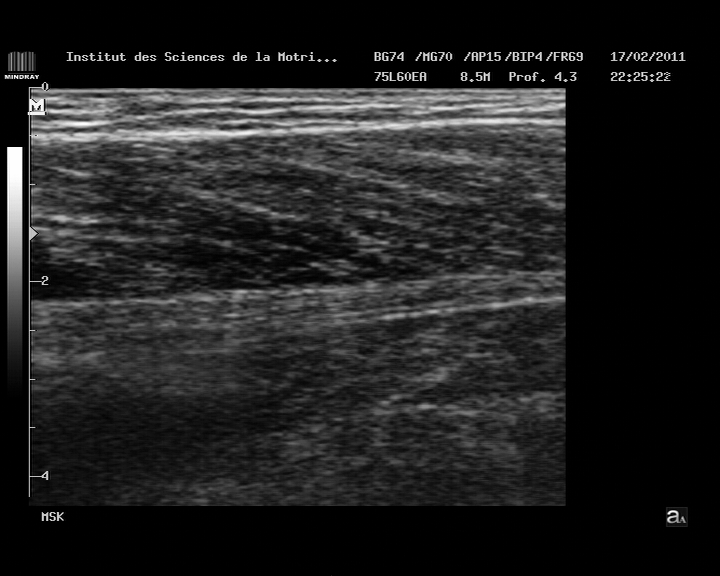 Institut des Sciences de la Motri... BG74 /MG70 /AP15/BIP4/FR69 17/02/2011
MINDRAY 75L60EA 8.5M Prof. 4.3 22:25:22
0
M
2
4
MSK
aA